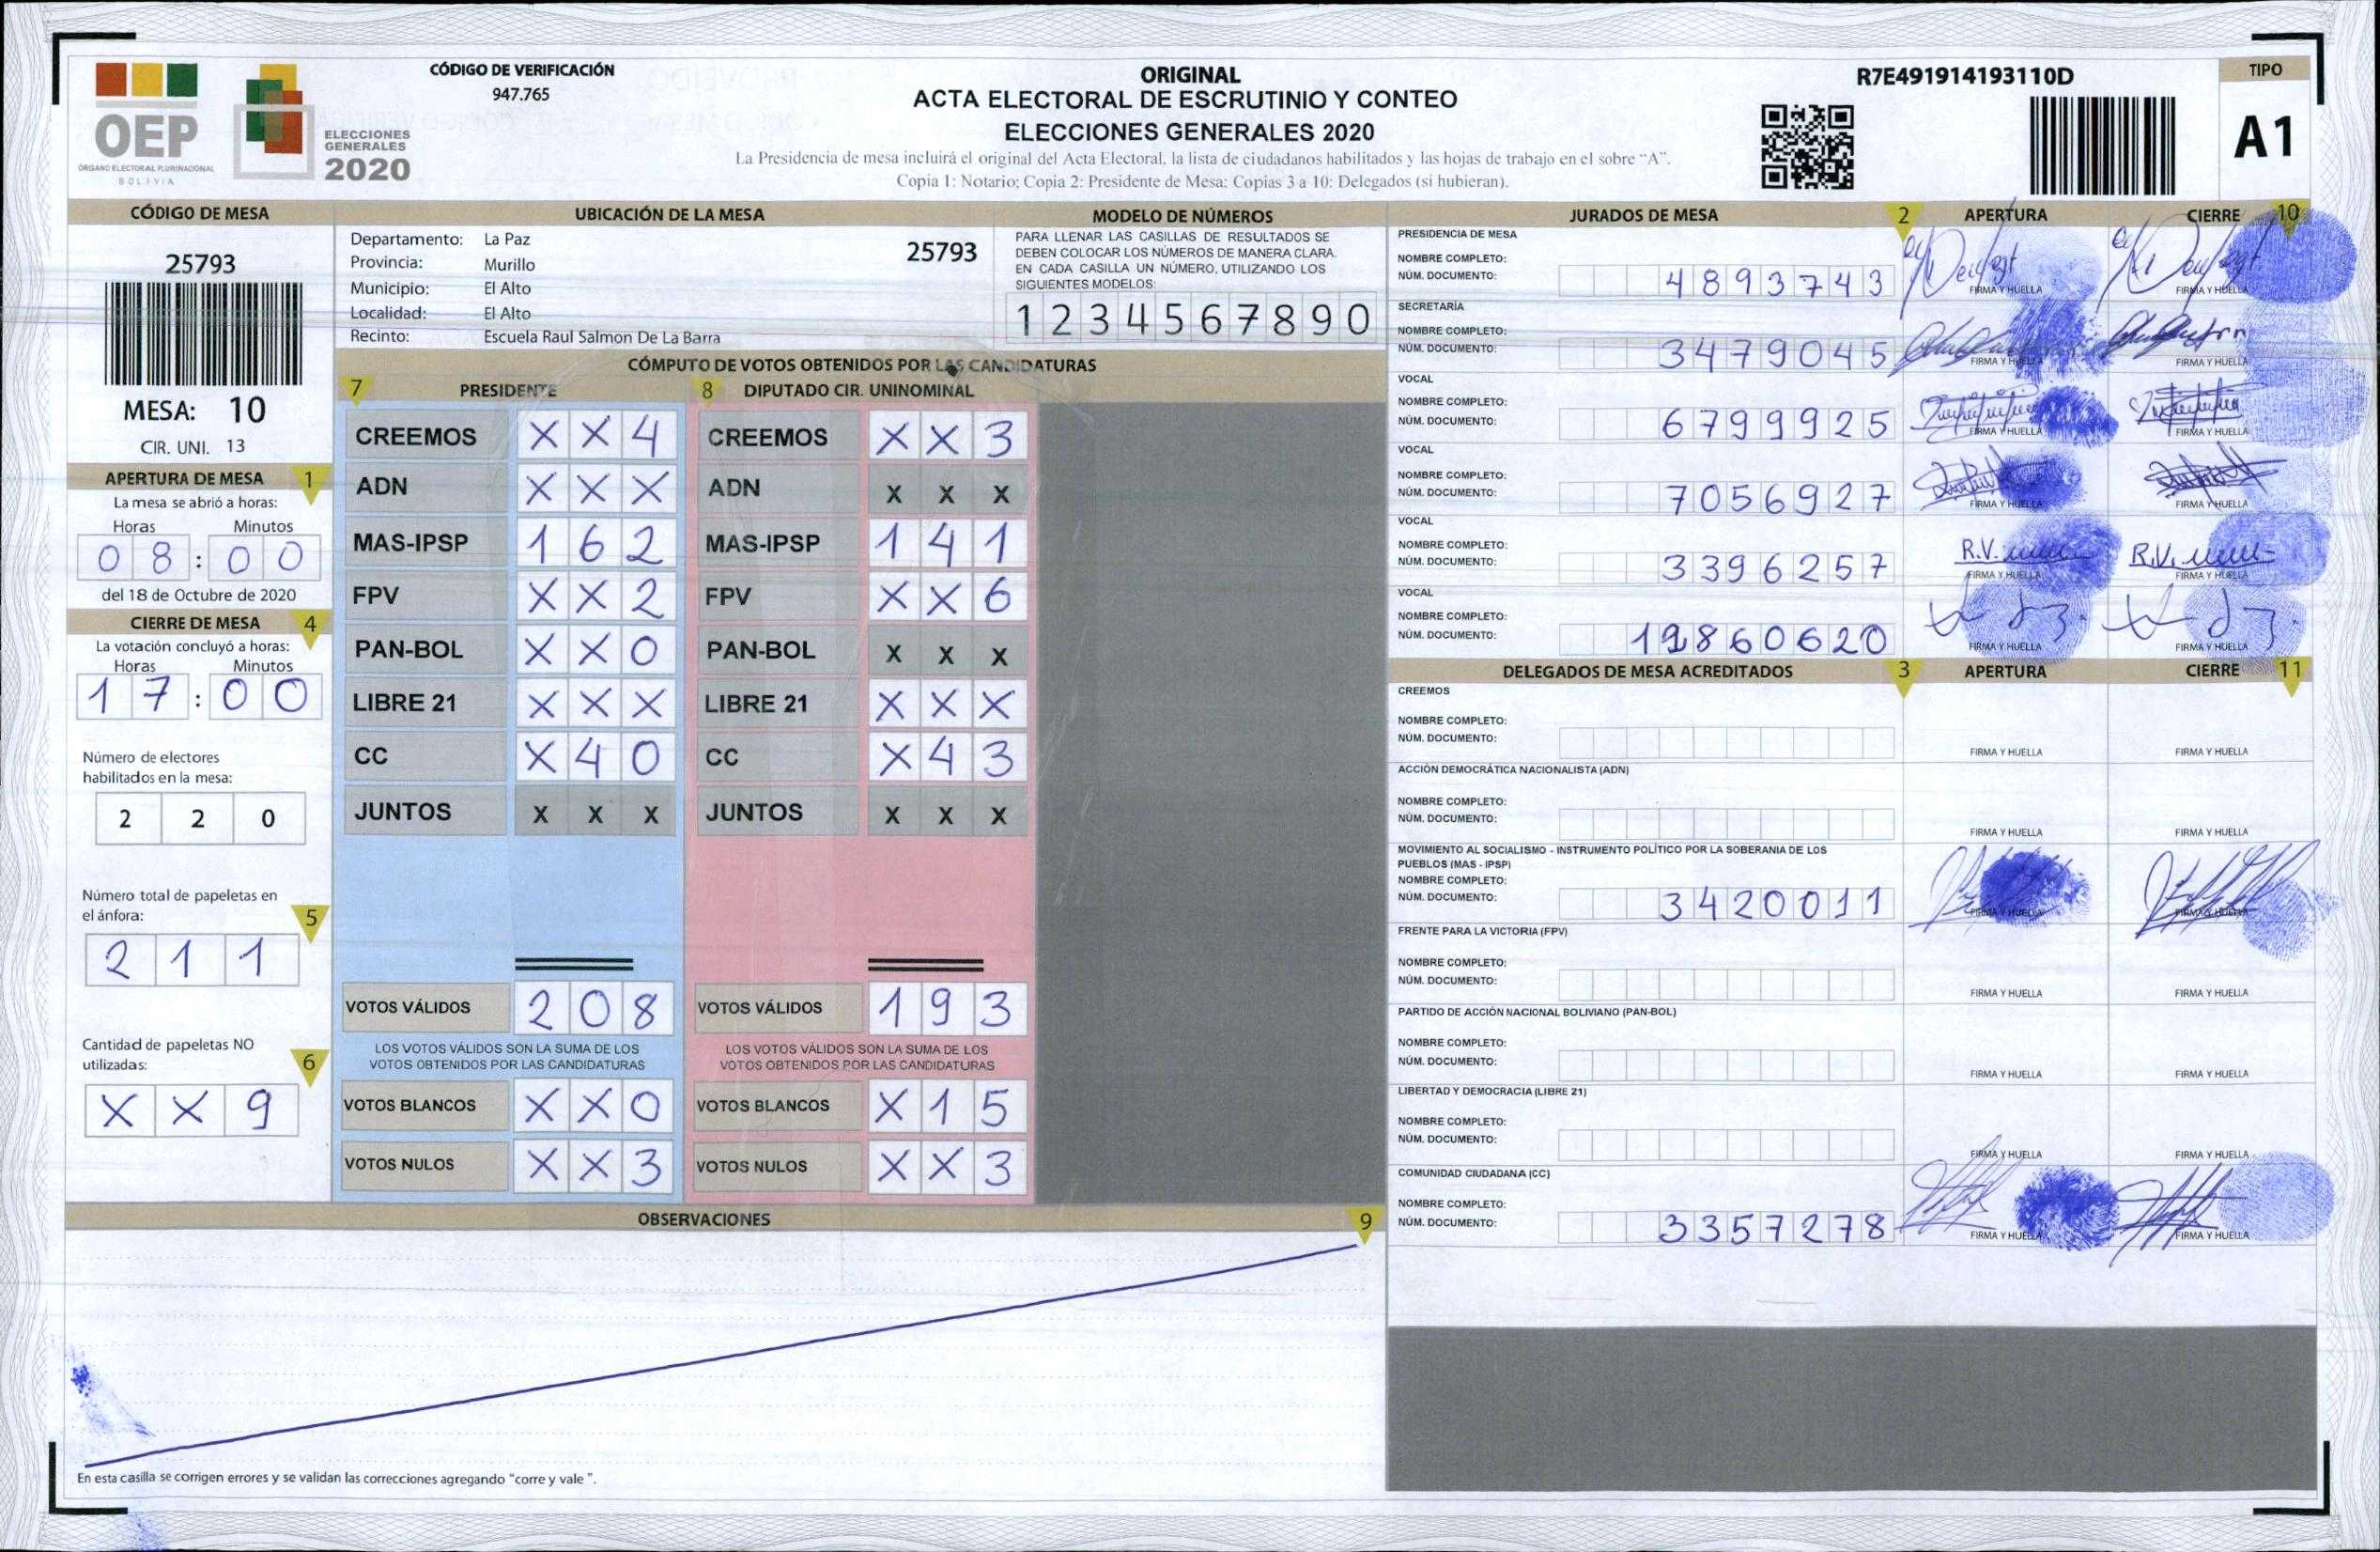 OEP
ÓRGANO ELECTORAL PLURINACIONAL
BOLIVIA
ELECCIONES
GENERALES
2020
CÓDIGO DE VERIFICACIÓN
947.765
ORIGINAL
ACTA ELECTORAL DE ESCRUTINIO Y CONTEO
ELECCIONES GENERALES 2020
La Presidencia de mesa incluirá el original del Acta Electoral, la lista de ciudadanos habilitados y las hojas de trabajo en el sobre "A".
Copia 1: Notario; Copia 2: Presidente de Mesa; Copias 3 a 10: Delegados (si hubieran).
R7E491914193110D
TIPO
A1
CÓDIGO DE MESA
25793
MESA: 10
CIR. UNI. 13
APERTURA DE MESA 1
La mesa se abrió a horas:
Horas Minutos
08:00
del 18 de Octubre de 2020
CIERRE DE MESA 4
La votación concluyó a horas:
Horas Minutos
17:00
Número de electores
habilitados en la mesa:
2 2 0
Número total de papeletas en
el ánfora: 5
2 1 1
Cantidad de papeletas NO
utilizadas: 6
X X 9
UBICACIÓN DE LA MESA
Departamento: La Paz 25793
Provincia: Murillo
Municipio: El Alto
Localidad: El Alto
Recinto: Escuela Raul Salmon De La Barra
MODELO DE NÚMEROS
PARA LLENAR LAS CASILLAS DE RESULTADOS SE
DEBEN COLOCAR LOS NÚMEROS DE MANERA CLARA.
EN CADA CASILLA UN NÚMERO, UTILIZANDO LOS
SIGUIENTES MODELOS:
1 2 3 4 5 6 7 8 9 0
CÓMPUTO DE VOTOS OBTENIDOS POR LAS CANDIDATURAS
7 PRESIDENTE 8 DIPUTADO CIR. UNINOMINAL
CREEMOS X X 4 CREEMOS X X 3
ADN X X X ADN X X X
MAS-IPSP 1 6 2 MAS-IPSP 1 4 1
FPV X X 2 FPV X X 6
PAN-BOL X X 0 PAN-BOL X X X
LIBRE 21 X X X LIBRE 21 X X X
CC X 4 0 CC X 4 3
JUNTOS X X X JUNTOS X X X
VOTOS VÁLIDOS 2 0 8 VOTOS VÁLIDOS 1 9 3
LOS VOTOS VÁLIDOS SON LA SUMA DE LOS LOS VOTOS VÁLIDOS SON LA SUMA DE LOS
VOTOS OBTENIDOS POR LAS CANDIDATURAS VOTOS OBTENIDOS POR LAS CANDIDATURAS
VOTOS BLANCOS X X 0 VOTOS BLANCOS X 1 5
VOTOS NULOS X X 3 VOTOS NULOS X X 3
OBSERVACIONES 9
En esta casilla se corrigen errores y se validan las correcciones agregando "corre y vale ".
JURADOS DE MESA 2 APERTURA CIERRE 10
PRESIDENCIA DE MESA
NOMBRE COMPLETO:
NÚM. DOCUMENTO: 4893743 FIRMA Y HUELLA FIRMA Y HUELLA
SECRETARÍA
NOMBRE COMPLETO:
NÚM. DOCUMENTO: 3479045 FIRMA Y HUELLA FIRMA Y HUELLA
VOCAL
NOMBRE COMPLETO:
NÚM. DOCUMENTO: 6799925 FIRMA Y HUELLA FIRMA Y HUELLA
VOCAL
NOMBRE COMPLETO:
NÚM. DOCUMENTO: 7056927 FIRMA Y HUELLA FIRMA Y HUELLA
VOCAL
NOMBRE COMPLETO:
NÚM. DOCUMENTO: 3396257 R.V. FIRMA Y HUELLA R.V. FIRMA Y HUELLA
VOCAL
NOMBRE COMPLETO:
NÚM. DOCUMENTO: FIRMA Y HUELLA FIRMA Y HUELLA
DELEGADOS DE MESA ACREDITADOS 3 APERTURA CIERRE 11
CREEMOS
NOMBRE COMPLETO:
NÚM. DOCUMENTO: FIRMA Y HUELLA FIRMA Y HUELLA
ACCIÓN DEMOCRÁTICA NACIONALISTA (ADN)
NOMBRE COMPLETO:
NÚM. DOCUMENTO: FIRMA Y HUELLA FIRMA Y HUELLA
MOVIMIENTO AL SOCIALISMO - INSTRUMENTO POLÍTICO POR LA SOBERANIA DE LOS
PUEBLOS (MAS - IPSP)
NOMBRE COMPLETO:
NÚM. DOCUMENTO: 3420011 FIRMA Y HUELLA FIRMA Y HUELLA
FRENTE PARA LA VICTORIA (FPV)
NOMBRE COMPLETO:
NÚM. DOCUMENTO: FIRMA Y HUELLA FIRMA Y HUELLA
PARTIDO DE ACCIÓN NACIONAL BOLIVIANO (PAN-BOL)
NOMBRE COMPLETO:
NÚM. DOCUMENTO: FIRMA Y HUELLA FIRMA Y HUELLA
LIBERTAD Y DEMOCRACIA (LIBRE 21)
NOMBRE COMPLETO:
NÚM. DOCUMENTO: FIRMA Y HUELLA FIRMA Y HUELLA
COMUNIDAD CIUDADANA (CC)
NOMBRE COMPLETO:
NÚM. DOCUMENTO: 3357278 FIRMA Y HUELLA FIRMA Y HUELLA